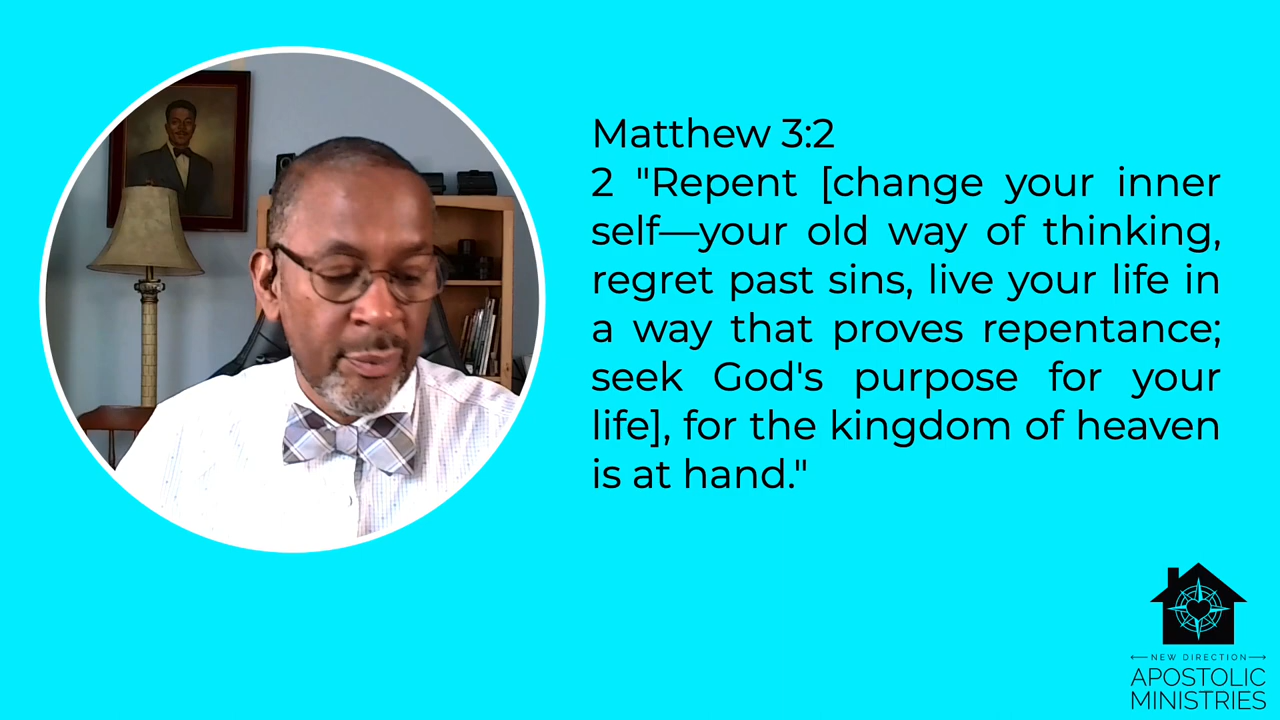 Matthew 3:2
2 "Repent [change your inner
self—your old way of thinking,
regret past sins, live your life in
a way that proves repentance;
seek God's purpose for your
life], for the kingdom of heaven
is at hand."
NEW DIRECTION
APOSTOLIC
MINISTRIES